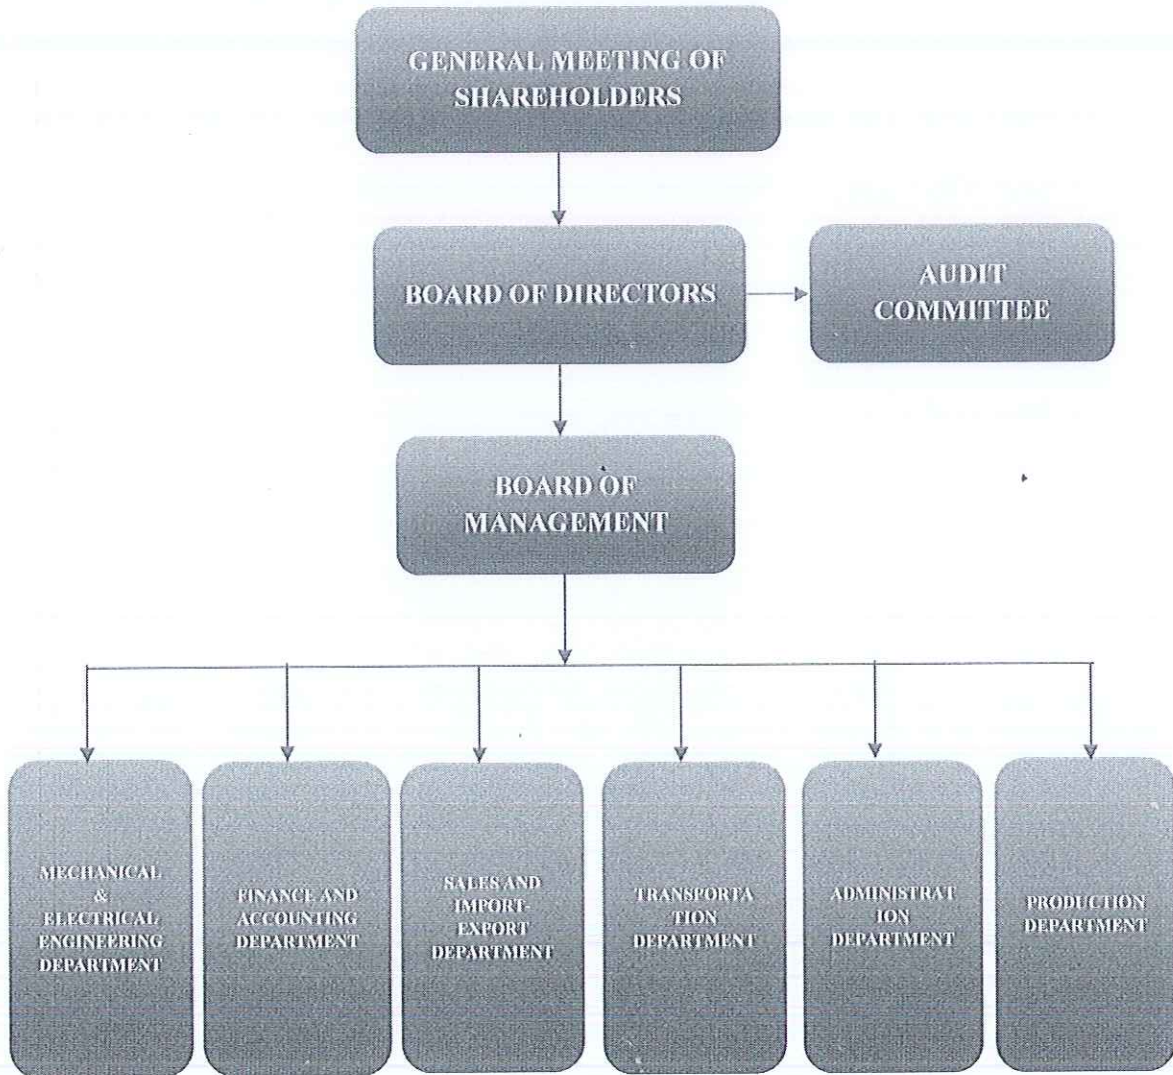 GENERAL MEETING OF
SHAREHOLDERS
BOARD OF DIRECTORS
AUDIT
COMMITTEE
BOARD OF
MANAGEMENT
MECHANICAL
&
ELECTRICAL
ENGINEERING
DEPARTMENT
FINANCE AND
ACCOUNTING
DEPARTMENT
SALES AND
IMPORT-
EXPORT
DEPARTMENT
TRANSPORTA
TION
DEPARTMENT
ADMINISTRAT
ION
DEPARTMENT
PRODUCTION
DEPARTMENT